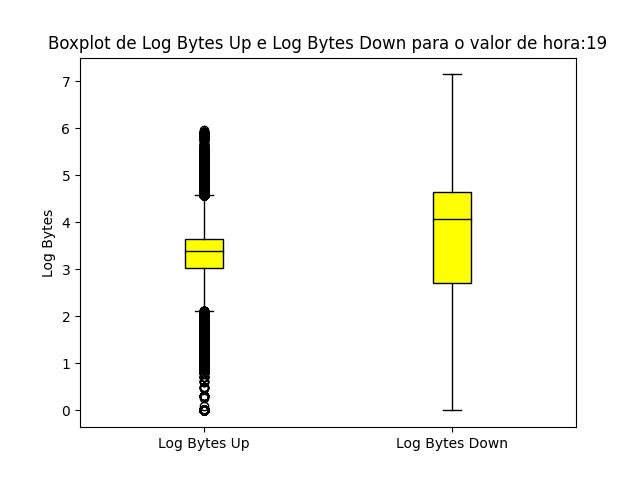 Boxplot de Log Bytes Up e Log Bytes Down para o valor de hora:19
7
6
5
4
3
2
1
0
Log Bytes
Log Bytes Up
Log Bytes Down